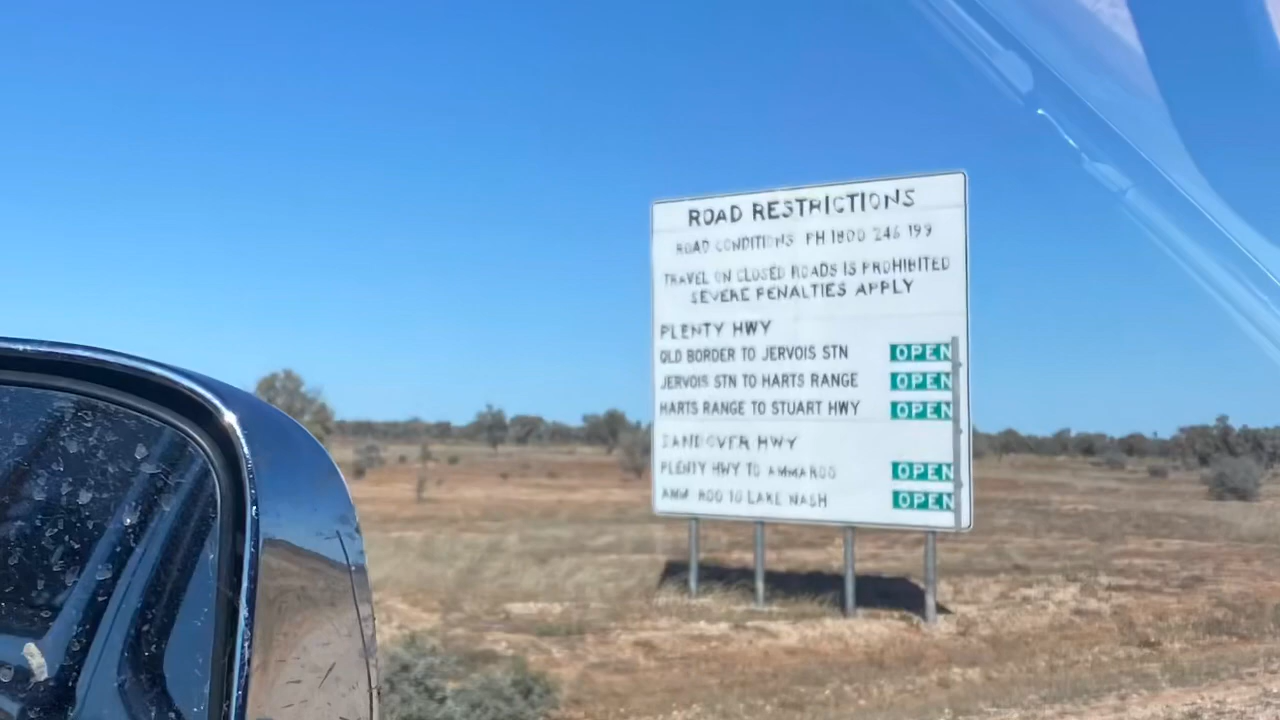 ROAD RESTRICTIONS
ROAD CONDITIONS PH 1800 246 199
TRAVEL ON CLOSED ROADS IS PROHIBITED
SEVERE PENALTIES APPLY
PLENTY HWY
QLD BORDER TO JERVOIS STN OPEN
JERVOIS STN TO HARTS RANGE OPEN
HARTS RANGE TO STUART HWY OPEN
SANDOVER HWY
PLENTY HWY TO AMMAROO OPEN
TO LAKE NASH OPEN